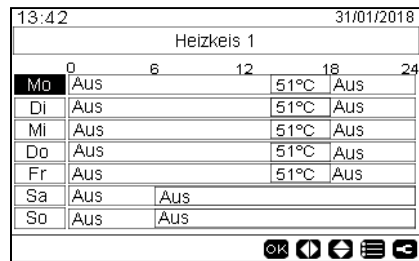 13:42 31/01/2018
Heizkeis 1
0 6 12 18 24
Mo Aus 51°C Aus
Di Aus 51°C Aus
Mi Aus 51°C Aus
Do Aus 51°C Aus
Fr Aus 51°C Aus
Sa Aus Aus
So Aus Aus
OK